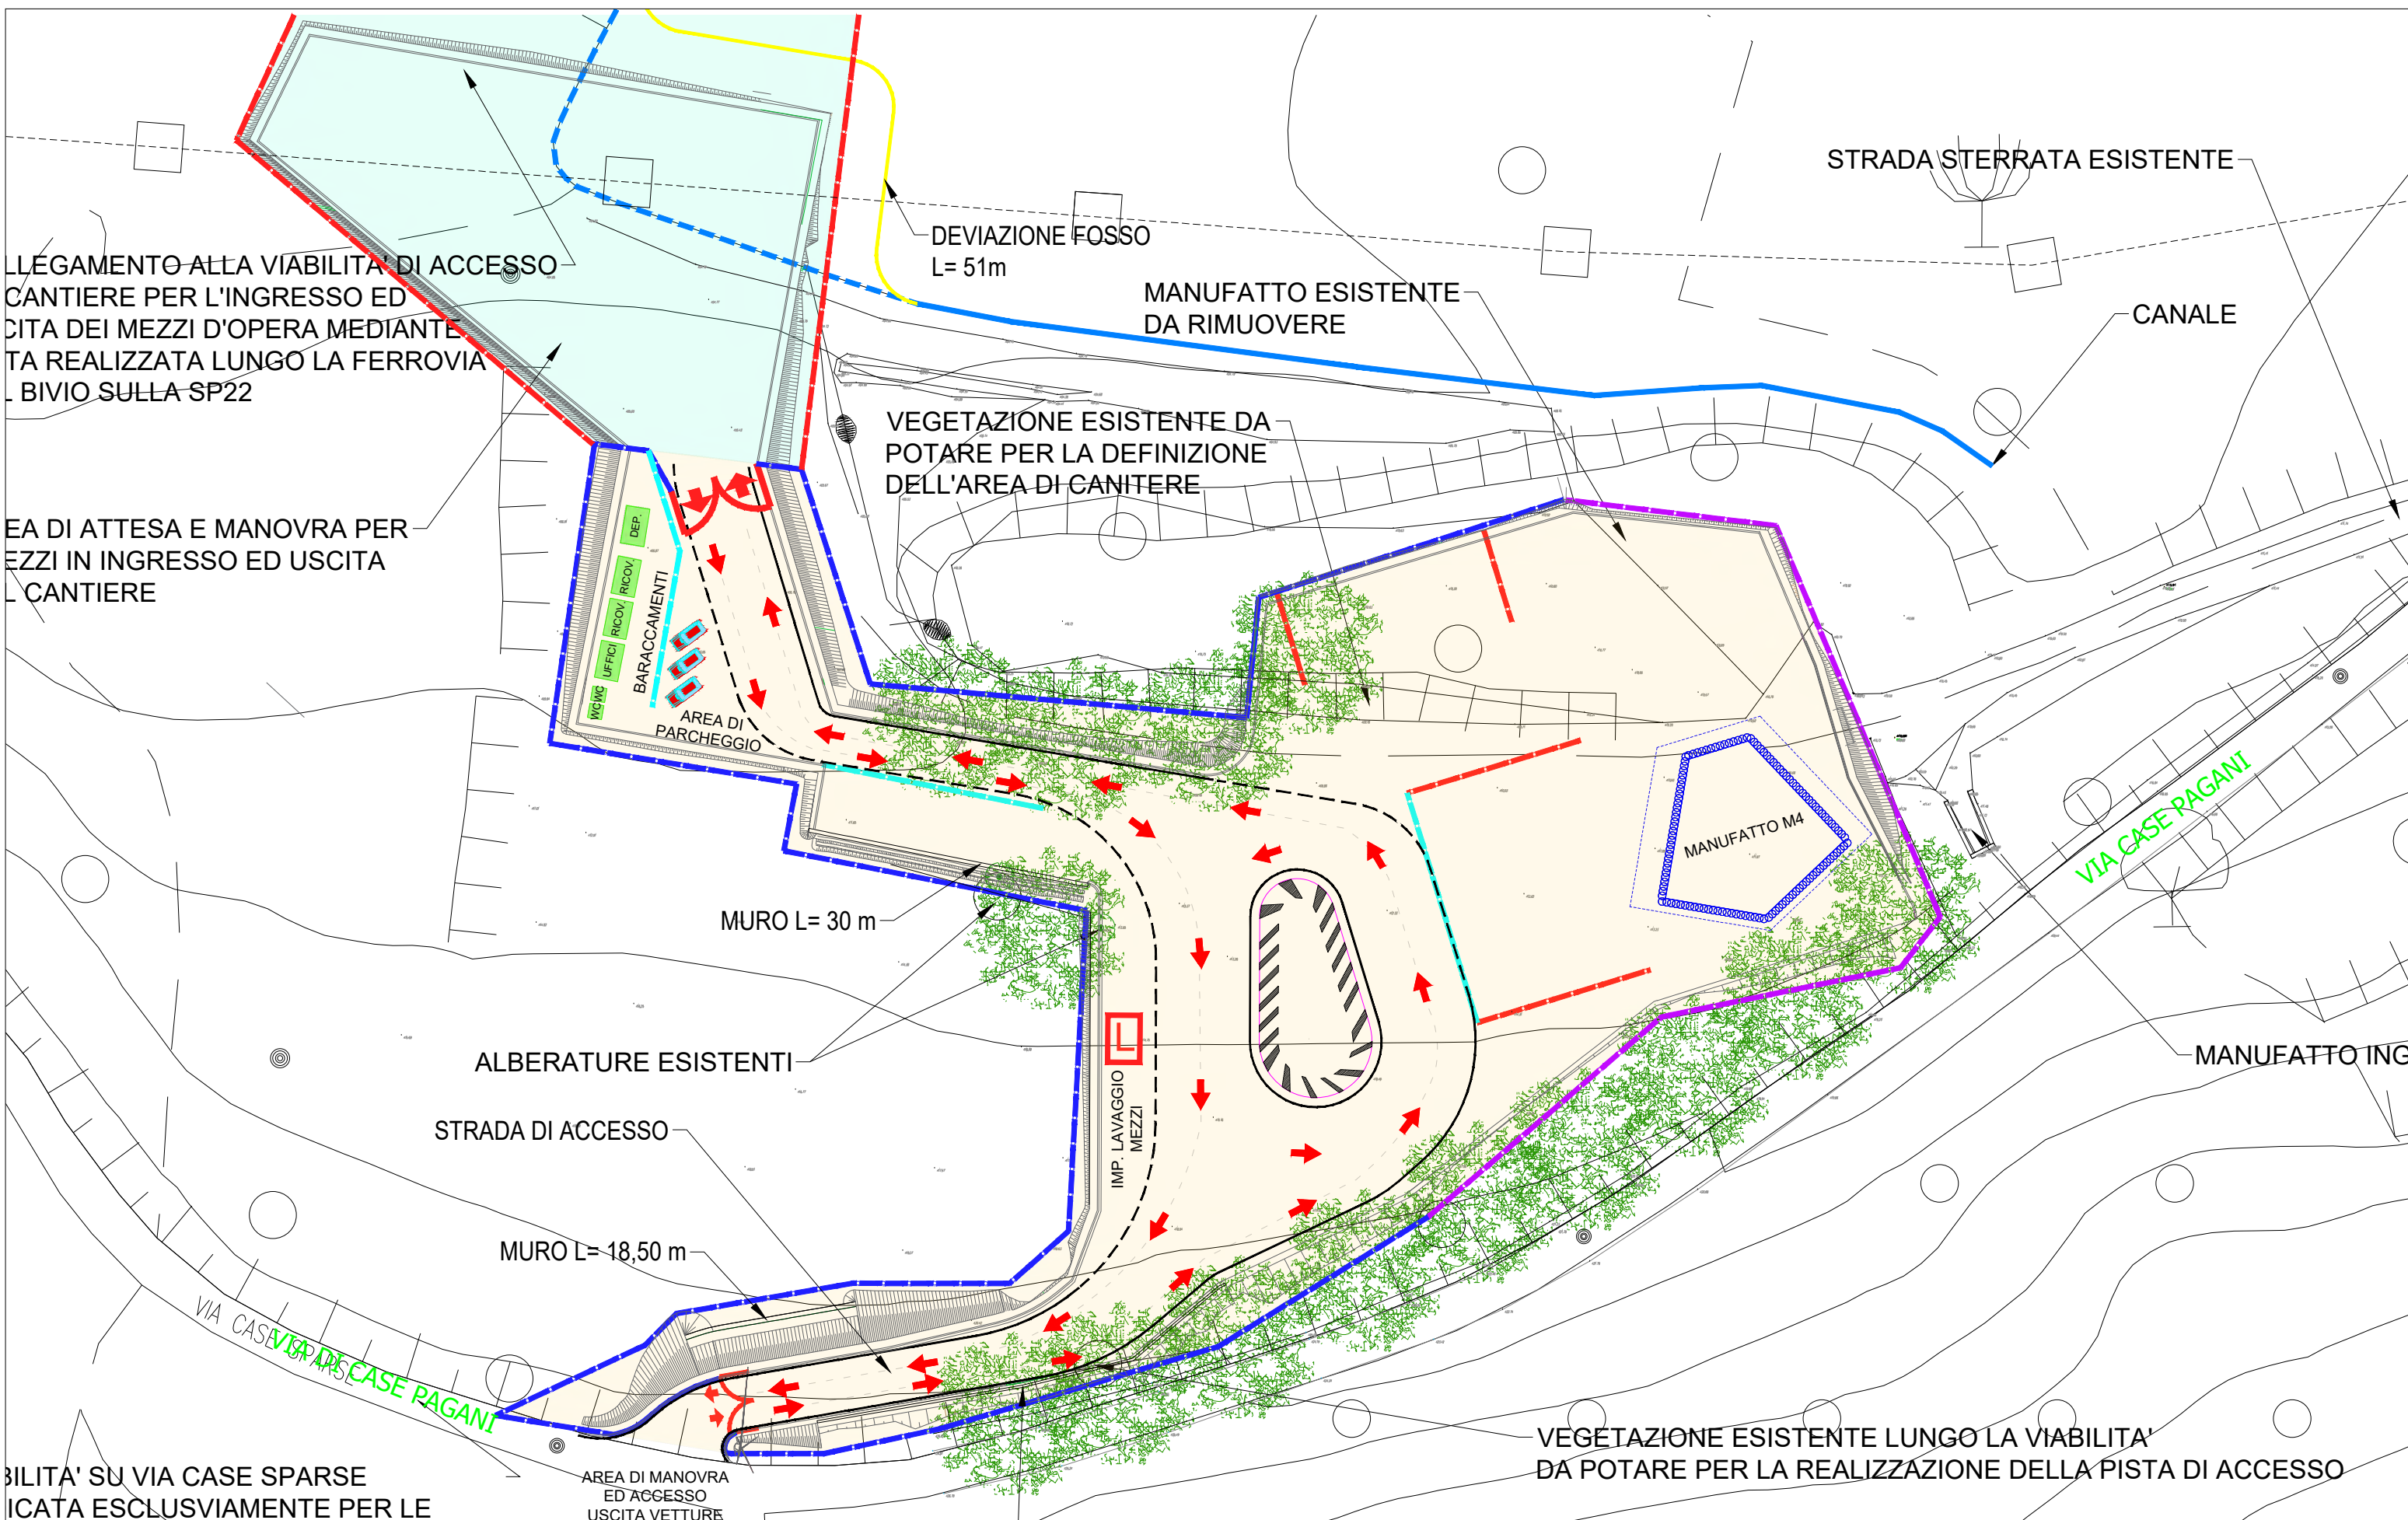 STRADA STERRATA ESISTENTE
DEVIAZIONE FOSSO
L= 51m
LLEGAMENTO ALLA VIABILITA' DI ACCESSO
CANTIERE PER L'INGRESSO ED
CITA DEI MEZZI D'OPERA MEDIANTE
TA REALIZZATA LUNGO LA FERROVIA
L BIVIO SULLA SP22
MANUFATTO ESISTENTE
DA RIMUOVERE
CANALE
VEGETAZIONE ESISTENTE DA
POTARE PER LA DEFINIZIONE
DELL'AREA DI CANITERE
EA DI ATTESA E MANOVRA PER
EZZI IN INGRESSO ED USCITA
L CANTIERE
DEP.
RICOV.
RICOV.
UFFICI
WC
WC
BARACCAMENTI
AREA DI
PARCHEGGIO
MANUFATTO M4
VIA CASE PAGANI
MURO L= 30 m
ALBERATURE ESISTENTI
MANUFATTO ING
STRADA DI ACCESSO
IMP. LAVAGGIO
MEZZI
L
MURO L= 18,50 m
VIA CASE SPARSE
VIA DI CASE PAGANI
VEGETAZIONE ESISTENTE LUNGO LA VIABILITA'
DA POTARE PER LA REALIZZAZIONE DELLA PISTA DI ACCESSO
BILITA' SU VIA CASE SPARSE
ICATA ESCLUSVIAMENTE PER LE
AREA DI MANOVRA
ED ACCESSO
USCITA VETTURE